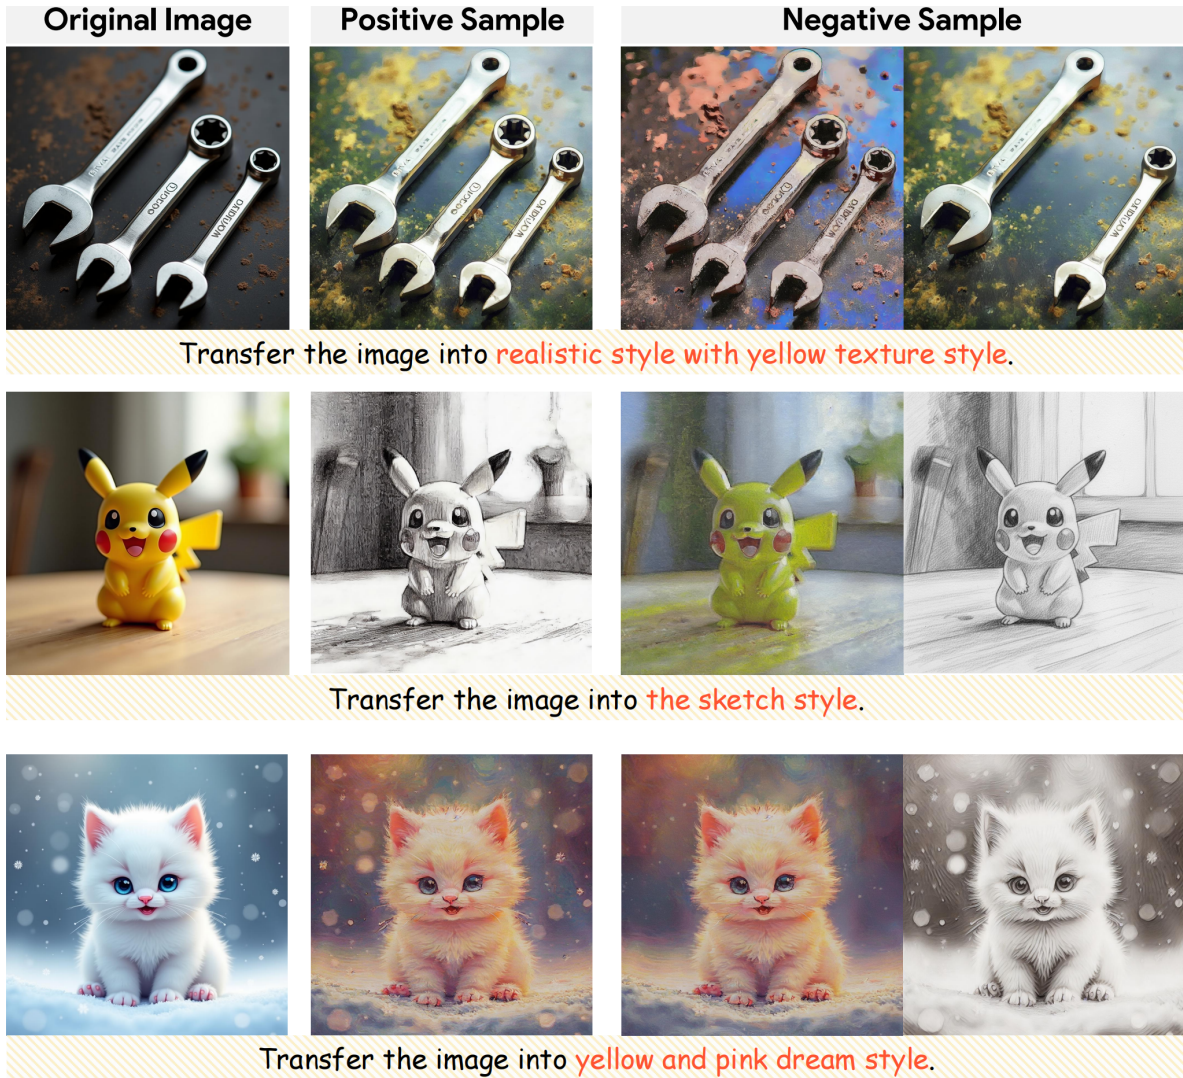 Original Image
Positive Sample
Negative Sample
Transfer the image into realistic style with yellow texture style.
Transfer the image into the sketch style.
Transfer the image into yellow and pink dream style.